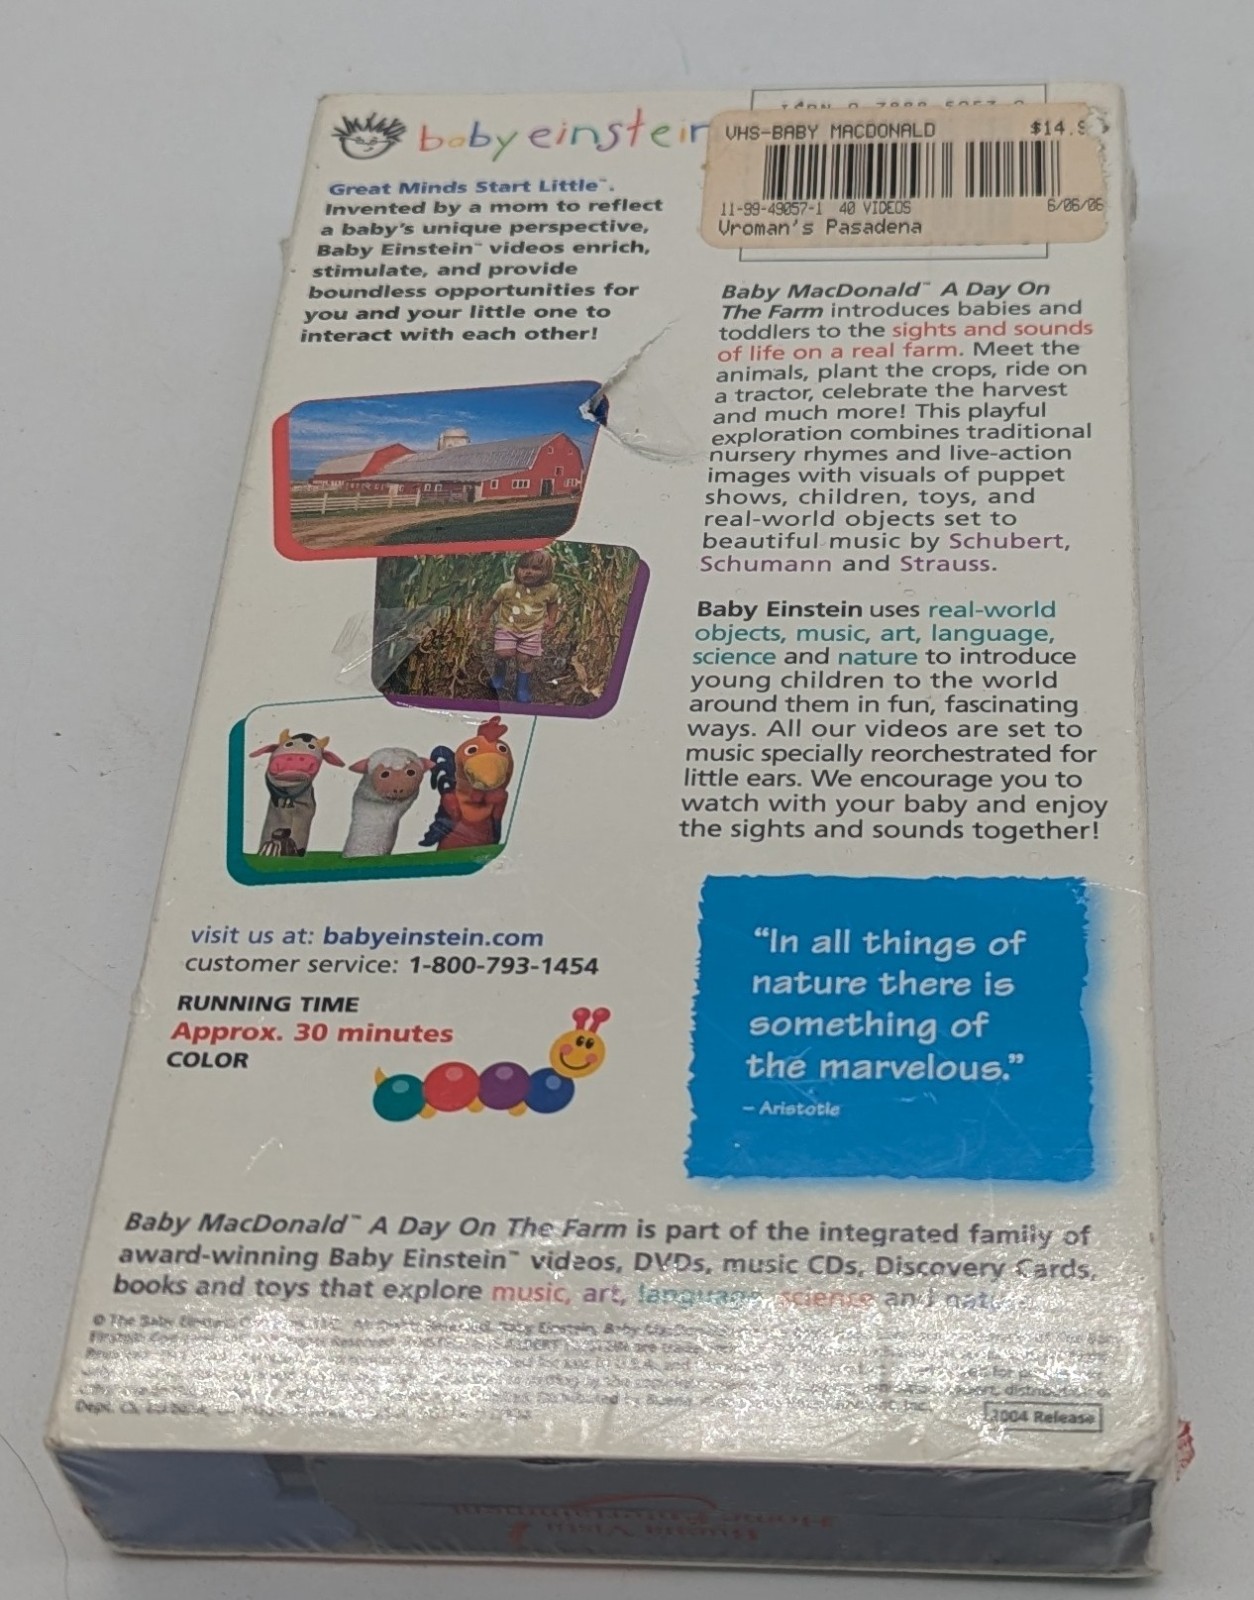 baby einstein
VHS-BABY MACDONALD $14.9
11-99-49057-1 40 VIDEOS 6/06/06
Vroman's Pasadena
Great Minds Start Little™.
Invented by a mom to reflect
a baby's unique perspective,
Baby Einstein™ videos enrich,
stimulate, and provide
boundless opportunities for
you and your little one to
interact with each other!
Baby MacDonald™ A Day On
The Farm introduces babies and
toddlers to the sights and sounds
of life on a real farm. Meet the
animals, plant the crops, ride on
a tractor, celebrate the harvest
and much more! This playful
exploration combines traditional
nursery rhymes and live-action
images with visuals of puppet
shows, children, toys, and
real-world objects set to
beautiful music by Schubert,
Schumann and Strauss.
Baby Einstein uses real-world
objects, music, art, language,
science and nature to introduce
young children to the world
around them in fun, fascinating
ways. All our videos are set to
music specially reorchestrated for
little ears. We encourage you to
watch with your baby and enjoy
the sights and sounds together!
visit us at: babyeinstein.com
customer service: 1-800-793-1454
RUNNING TIME
Approx. 30 minutes
COLOR
"In all things of
nature there is
something of
the marvelous."
– Aristotle
Baby MacDonald™ A Day On The Farm is part of the integrated family of
award-winning Baby Einstein™ videos, DVDs, music CDs, Discovery Cards,
books and toys that explore music, art, language, science and nature.
© The Baby Einstein
2004 Release
Buena Vista
Home Entertainment